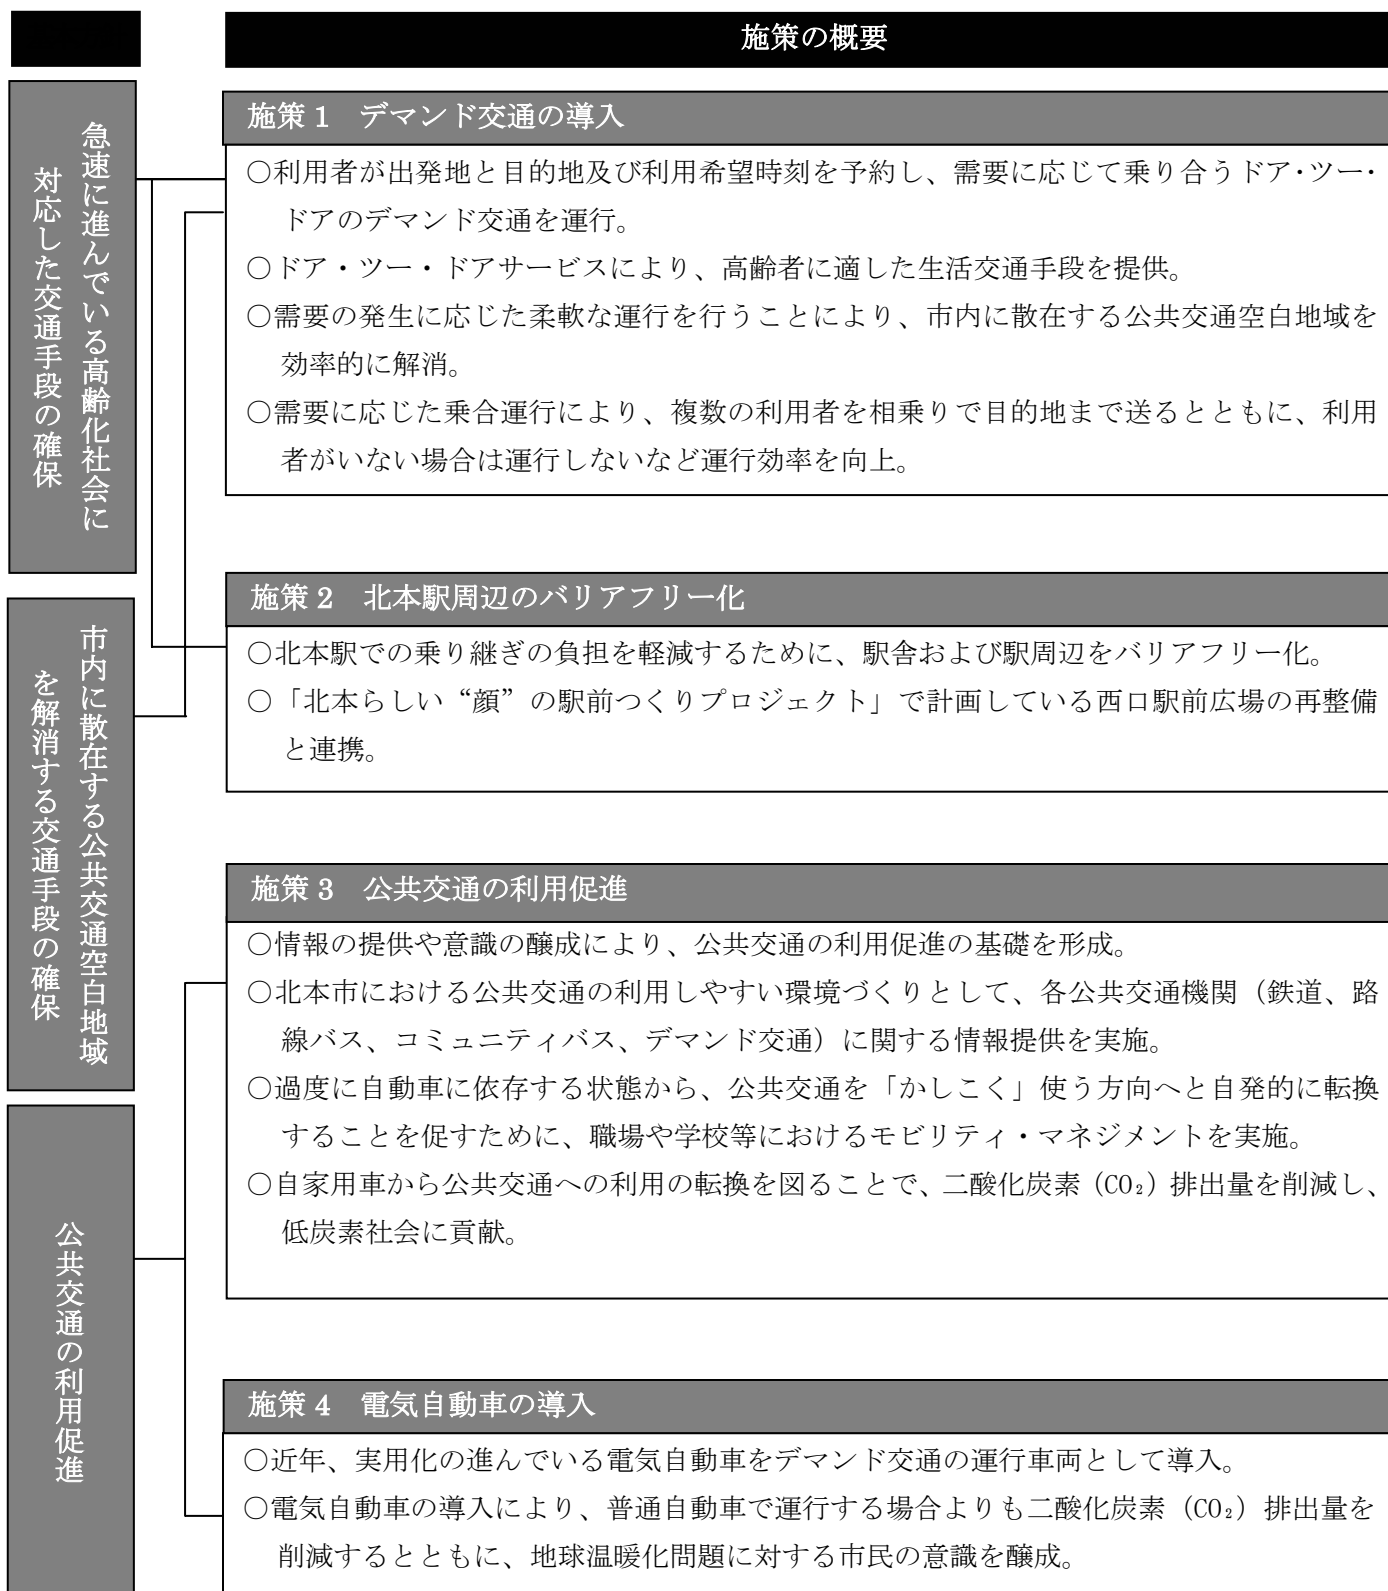 施策の概要
急速に進んでいる高齢化社会に
対応した交通手段の確保
施策 1　デマンド交通の導入
○利用者が出発地と目的地及び利用希望時刻を予約し、需要に応じて乗り合うドア・ツー・
ドアのデマンド交通を運行。
○ドア・ツー・ドアサービスにより、高齢者に適した生活交通手段を提供。
○需要の発生に応じた柔軟な運行を行うことにより、市内に散在する公共交通空白地域を
効率的に解消。
○需要に応じた乗合運行により、複数の利用者を相乗りで目的地まで送るとともに、利用
者がいない場合は運行しないなど運行効率を向上。
市内に散在する公共交通空白地域
を解消する交通手段の確保
施策 2　北本駅周辺のバリアフリー化
○北本駅での乗り継ぎの負担を軽減するために、駅舎および駅周辺をバリアフリー化。
○「北本らしい“顔”の駅前つくりプロジェクト」で計画している西口駅前広場の再整備
と連携。
公共交通の利用促進
施策 3　公共交通の利用促進
○情報の提供や意識の醸成により、公共交通の利用促進の基礎を形成。
○北本市における公共交通の利用しやすい環境づくりとして、各公共交通機関（鉄道、路
線バス、コミュニティバス、デマンド交通）に関する情報提供を実施。
○過度に自動車に依存する状態から、公共交通を「かしこく」使う方向へと自発的に転換
することを促すために、職場や学校等におけるモビリティ・マネジメントを実施。
○自家用車から公共交通への利用の転換を図ることで、二酸化炭素（CO₂）排出量を削減し、
低炭素社会に貢献。
施策 4　電気自動車の導入
○近年、実用化の進んでいる電気自動車をデマンド交通の運行車両として導入。
○電気自動車の導入により、普通自動車で運行する場合よりも二酸化炭素（CO₂）排出量を
削減するとともに、地球温暖化問題に対する市民の意識を醸成。